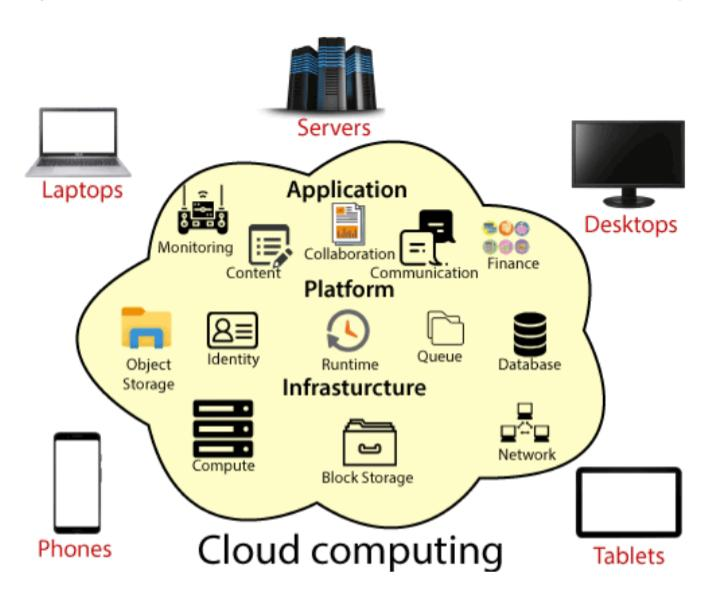 Servers
Laptops
Desktops
Application
Monitoring
Content
Collaboration
Communication
Finance
Platform
Object
Storage
Identity
Runtime
Queue
Database
Infrasturcture
Compute
Block Storage
Network
Phones
Cloud computing
Tablets